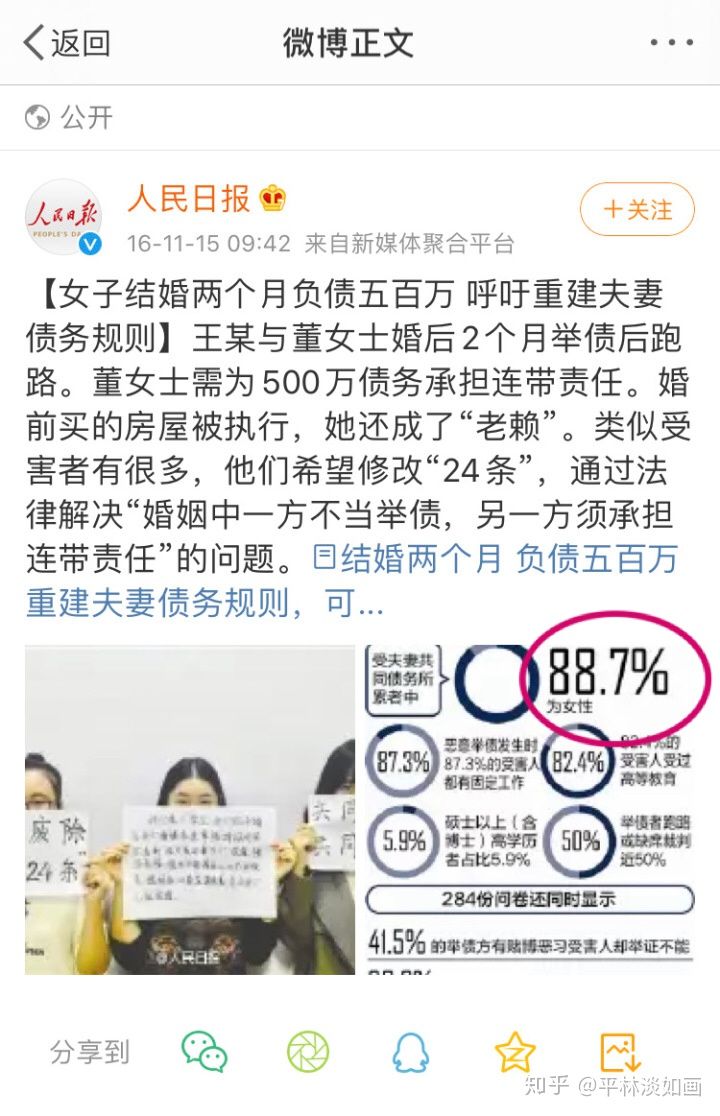 返回
微博正文
公开
人民日报
PEOPLE'S DA
人民日报
+关注
16-11-15 09:42 来自新媒体聚合平台
【女子结婚两个月负债五百万 呼吁重建夫妻
债务规则】王某与董女士婚后2个月举债后跑
路。董女士需为500万债务承担连带责任。婚
前买的房屋被执行，她还成了“老赖”。类似受
害者有很多，他们希望修改“24条”，通过法
律解决“婚姻中一方不当举债，另一方须承担
连带责任”的问题。结婚两个月 负债五百万
重建夫妻债务规则，可...
废除
24条
共同
@人民日报
受夫妻共
同债务所
累者中
88.7%
为女性
87.3%
恶意举债发生时
87.3%的受害人
都有固定工作
82.4%
82.4%的
受害人受过
高等教育
5.9%
硕士以上（含
博士）高学历
者占比5.9%
50%
举债者跑路
或缺席裁判
近50%
284份问卷还同时显示
41.5%的举债方有赌博恶习受害人却举证不能
分享到
知乎 @平林淡如画